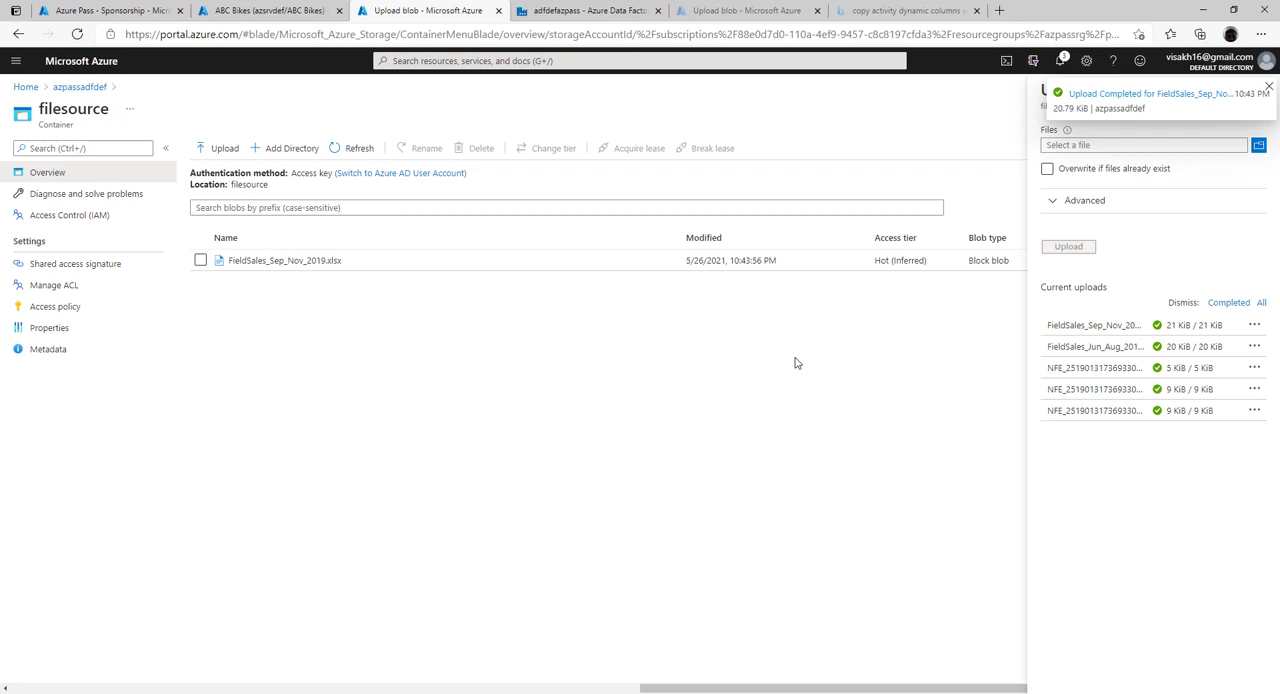 Azure Pass - Sponsorship - Micro
ABC Bikes (azsrvdef/ABC Bikes) -
Upload blob - Microsoft Azure
adfdefazpass - Azure Data Facto
Upload blob - Microsoft Azure
copy activity dynamic columns
https://portal.azure.com/#blade/Microsoft_Azure_Storage/ContainerMenuBlade/overview/storageAccountId/%2Fsubscriptions%2F88e0d7d0-110a-4ef9-9457-c8c8197cfda3%2Fresourcegroups%2Fazpassrg%2Fp...
Microsoft Azure
Search resources, services, and docs (G+/)
3
visakh16@gmail.com
DEFAULT DIRECTORY
Home > azpassadfdef >
filesource ...
Container
Search (Ctrl+/)
«
Overview
Diagnose and solve problems
Access Control (IAM)
Settings
Shared access signature
Manage ACL
Access policy
Properties
Metadata
Upload
Add Directory
Refresh
Rename
Delete
Change tier
Acquire lease
Break lease
Authentication method: Access key (Switch to Azure AD User Account)
Location: filesource
Search blobs by prefix (case-sensitive)
Name Modified Access tier Blob type
FieldSales_Sep_Nov_2019.xlsx 5/26/2021, 10:43:56 PM Hot (Inferred) Block blob
Upload Completed for FieldSales_Sep_No... 10:43 PM
20.79 KiB | azpassadfdef
Files
Select a file
Overwrite if files already exist
Advanced
Upload
Current uploads
Dismiss: Completed All
FieldSales_Sep_Nov_20... 21 KiB / 21 KiB ...
FieldSales_Jun_Aug_201... 20 KiB / 20 KiB ...
NFE_251901317369330... 5 KiB / 5 KiB ...
NFE_251901317369330... 9 KiB / 9 KiB ...
NFE_251901317369330... 9 KiB / 9 KiB ...